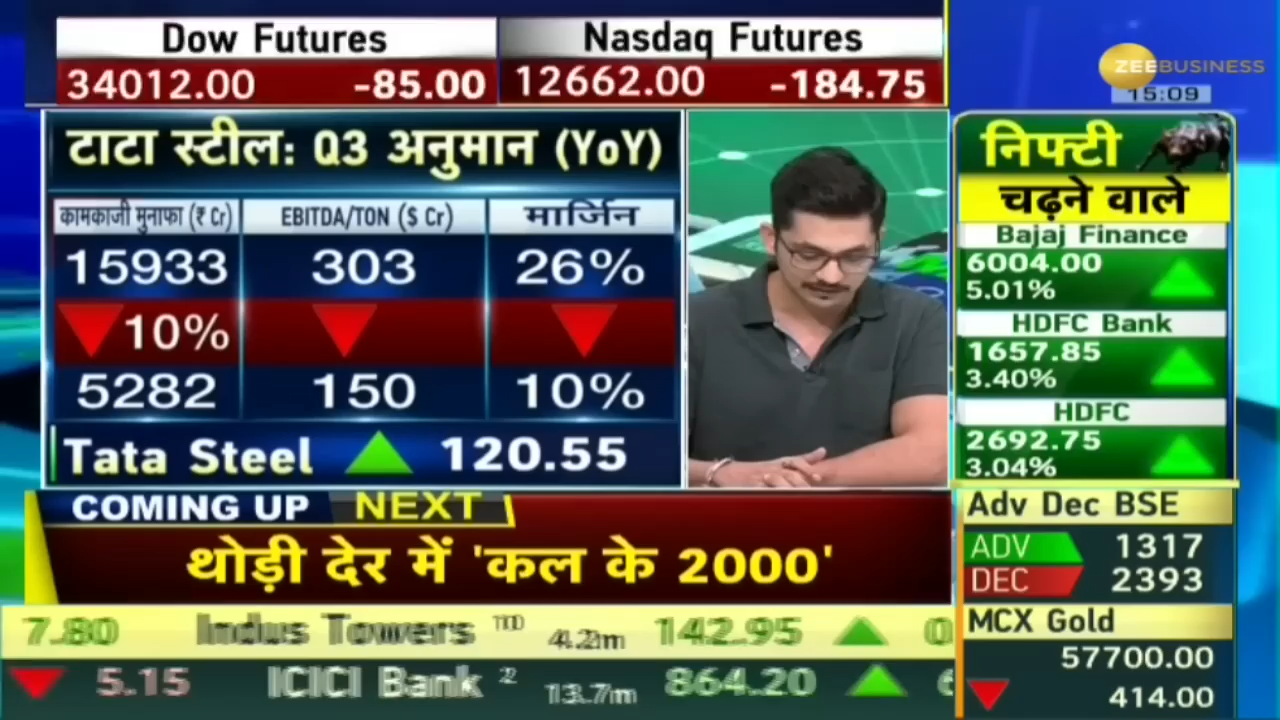 Dow Futures
34012.00 -85.00
Nasdaq Futures
12662.00 -184.75
ZEEBUSINESS
15:09
टाटा स्टील: Q3 अनुमान (YoY)
कामकाजी मुनाफा (₹ Cr) EBITDA/TON ($ Cr) मार्जिन
15933 303 26%
10%
5282 150 10%
Tata Steel 120.55
निफ्टी
चढ़ने वाले
Bajaj Finance
6004.00
5.01%
HDFC Bank
1657.85
3.40%
HDFC
2692.75
3.04%
COMING UP NEXT
थोड़ी देर में 'कल के 2000'
Adv Dec BSE
ADV 1317
DEC 2393
MCX Gold
57700.00
414.00
7.80 Indus Towers 4.2m 142.95
5.15 ICICI Bank 13.7m 864.20